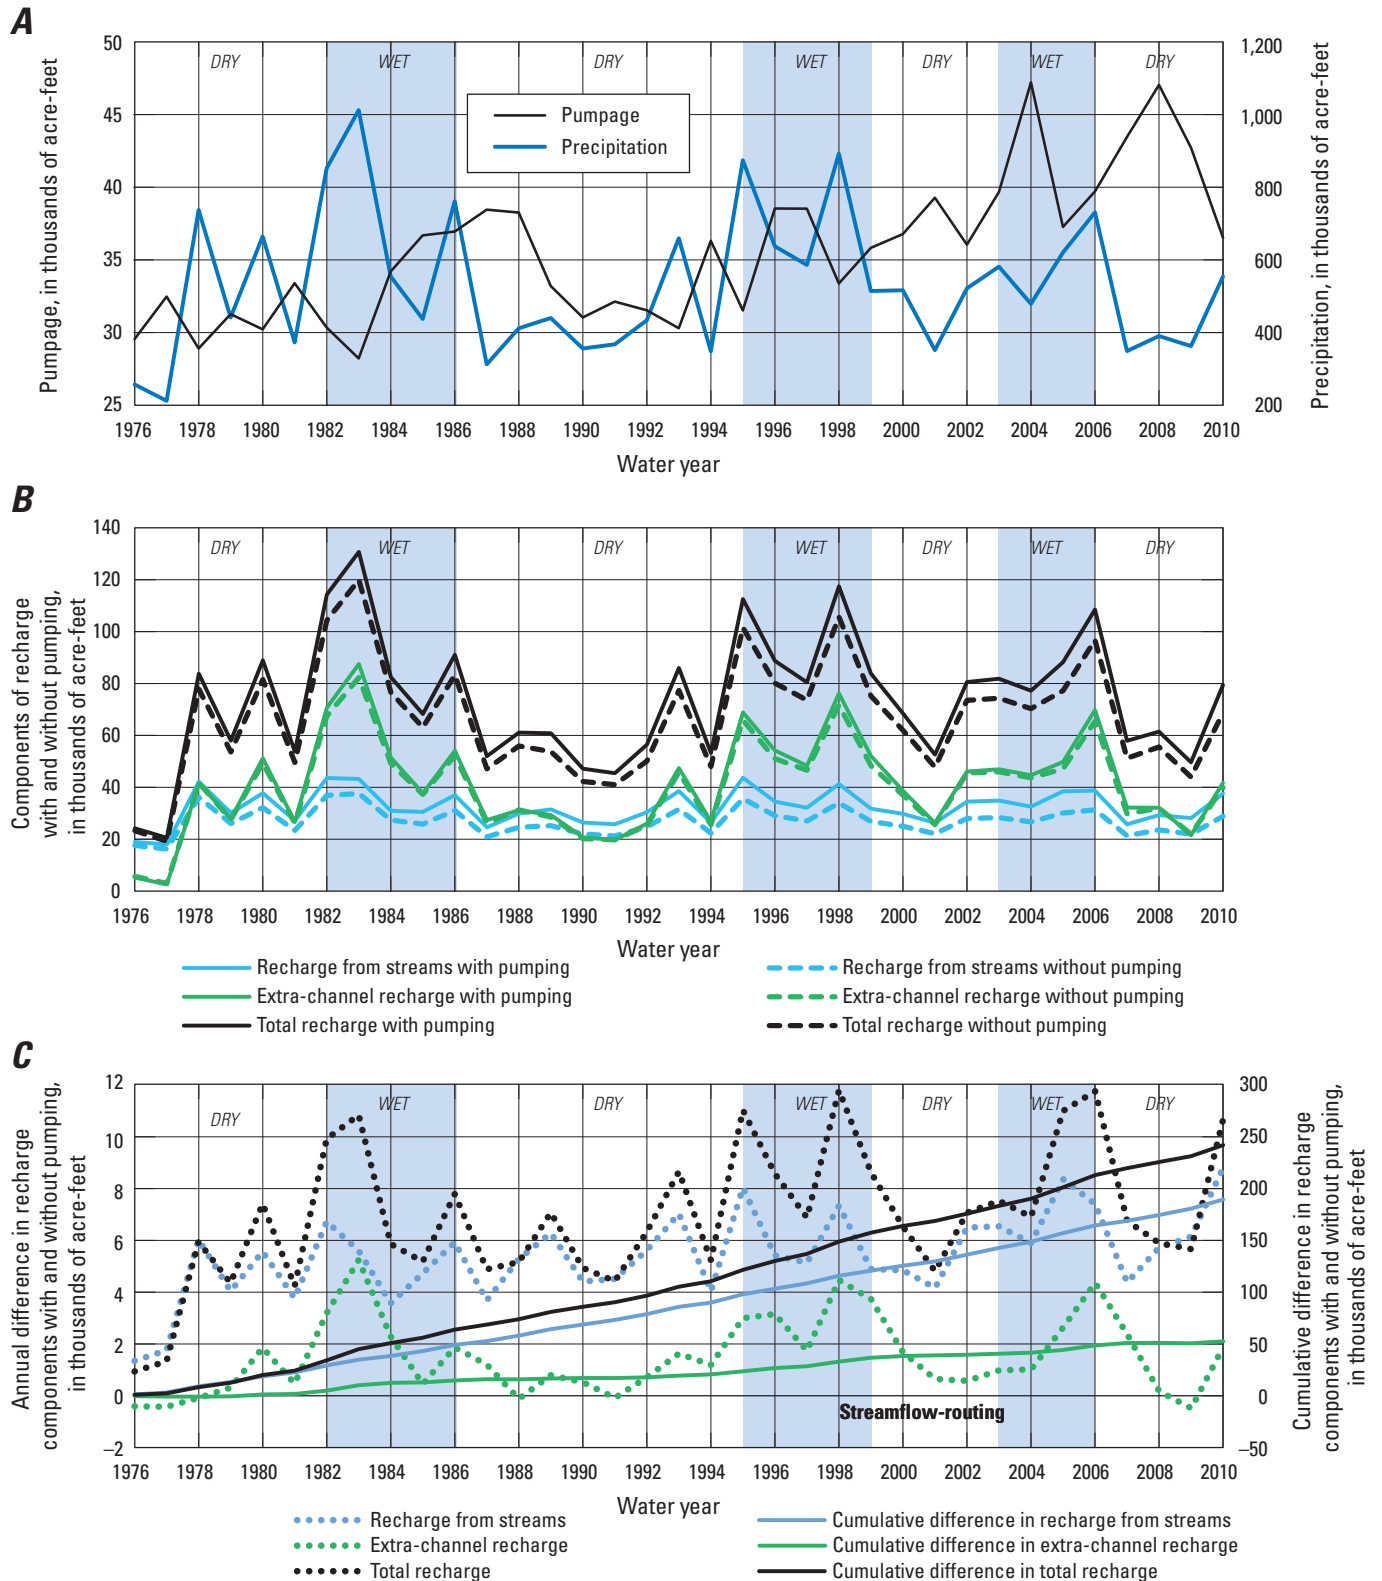 A
50
45
40
35
30
25
Pumpage, in thousands of acre-feet
DRY
WET
DRY
WET
DRY
WET
DRY
Pumpage
Precipitation
1,200
1,000
800
600
400
200
Precipitation, in thousands of acre-feet
1976 1978 1980 1982 1984 1986 1988 1990 1992 1994 1996 1998 2000 2002 2004 2006 2008 2010
Water year
B
140
120
100
80
60
40
20
0
Components of recharge
with and without pumping,
in thousands of acre-feet
DRY
WET
DRY
WET
DRY
WET
DRY
1976 1978 1980 1982 1984 1986 1988 1990 1992 1994 1996 1998 2000 2002 2004 2006 2008 2010
Water year
Recharge from streams with pumping
Extra-channel recharge with pumping
Total recharge with pumping
Recharge from streams without pumping
Extra-channel recharge without pumping
Total recharge without pumping
C
12
10
8
6
4
2
0
–2
Annual difference in recharge
components with and without pumping,
in thousands of acre-feet
DRY
WET
DRY
WET
DRY
WET
DRY
Streamflow-routing
300
250
200
150
100
50
0
–50
Cumulative difference in recharge
components with and without pumping,
in thousands of acre-feet
1976 1978 1980 1982 1984 1986 1988 1990 1992 1994 1996 1998 2000 2002 2004 2006 2008 2010
Water year
Recharge from streams
Extra-channel recharge
Total recharge
Cumulative difference in recharge from streams
Cumulative difference in extra-channel recharge
Cumulative difference in total recharge